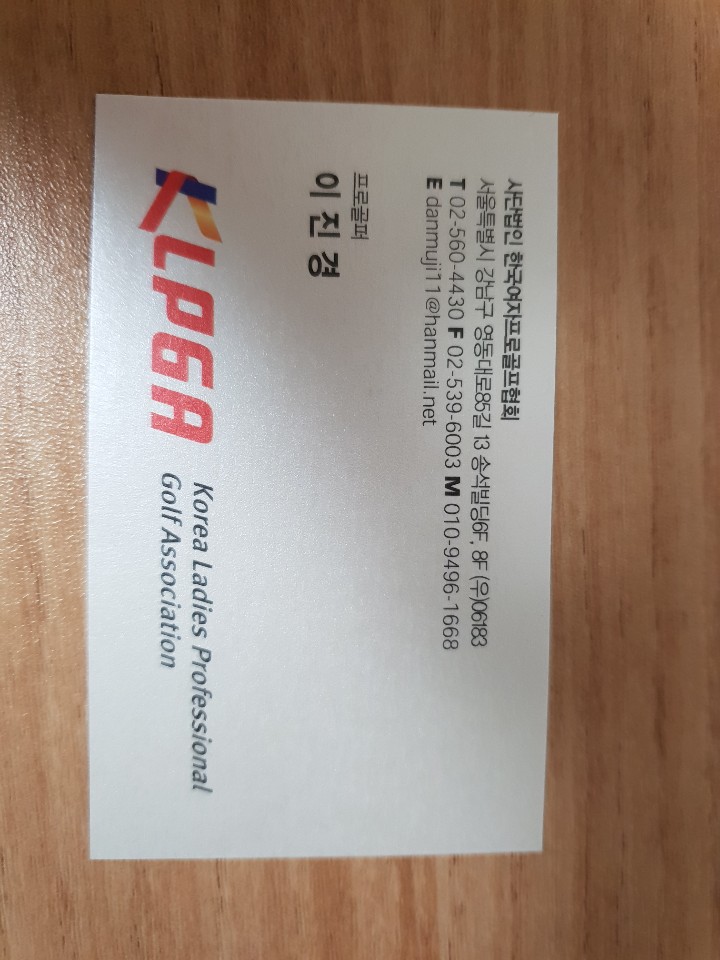 사단법인 한국여자프로골프협회
서울특별시 강남구 영동대로85길 13 송석빌딩6F, 8F (우)06183
T 02-560-4430 F 02-539-6003 M 010-9496-1668
E danmuji11@hanmail.net
프로골퍼
이 진 경
KLPGA
Korea Ladies Professional
Golf Association